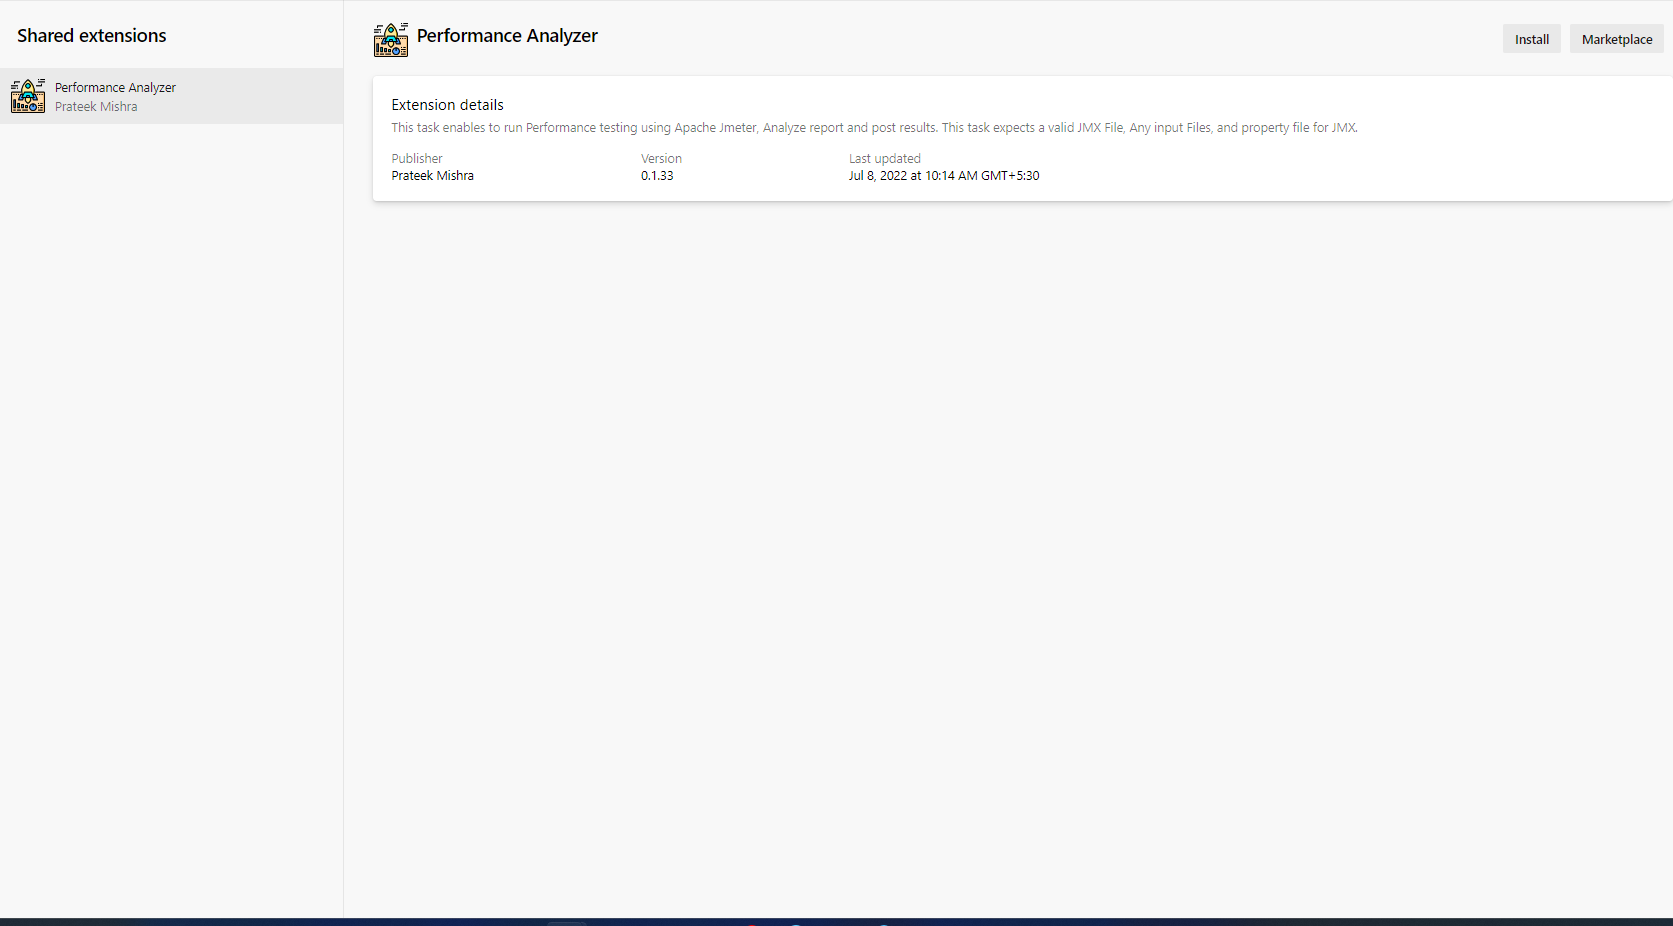 Shared extensions
Performance Analyzer
Prateek Mishra
Performance Analyzer
Install
Marketplace
Extension details
This task enables to run Performance testing using Apache Jmeter, Analyze report and post results. This task expects a valid JMX File, Any input Files, and property file for JMX.
Publisher
Version
Last updated
Prateek Mishra
0.1.33
Jul 8, 2022 at 10:14 AM GMT+5:30